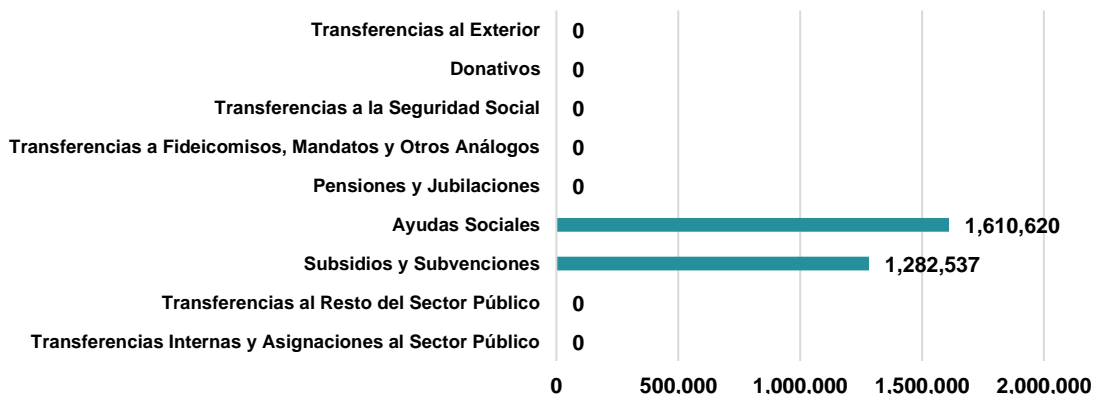 Transferencias al Exterior 0
Donativos 0
Transferencias a la Seguridad Social 0
Transferencias a Fideicomisos, Mandatos y Otros Análogos 0
Pensiones y Jubilaciones 0
Ayudas Sociales 1,610,620
Subsidios y Subvenciones 1,282,537
Transferencias al Resto del Sector Público 0
Transferencias Internas y Asignaciones al Sector Público 0
0 500,000 1,000,000 1,500,000 2,000,000